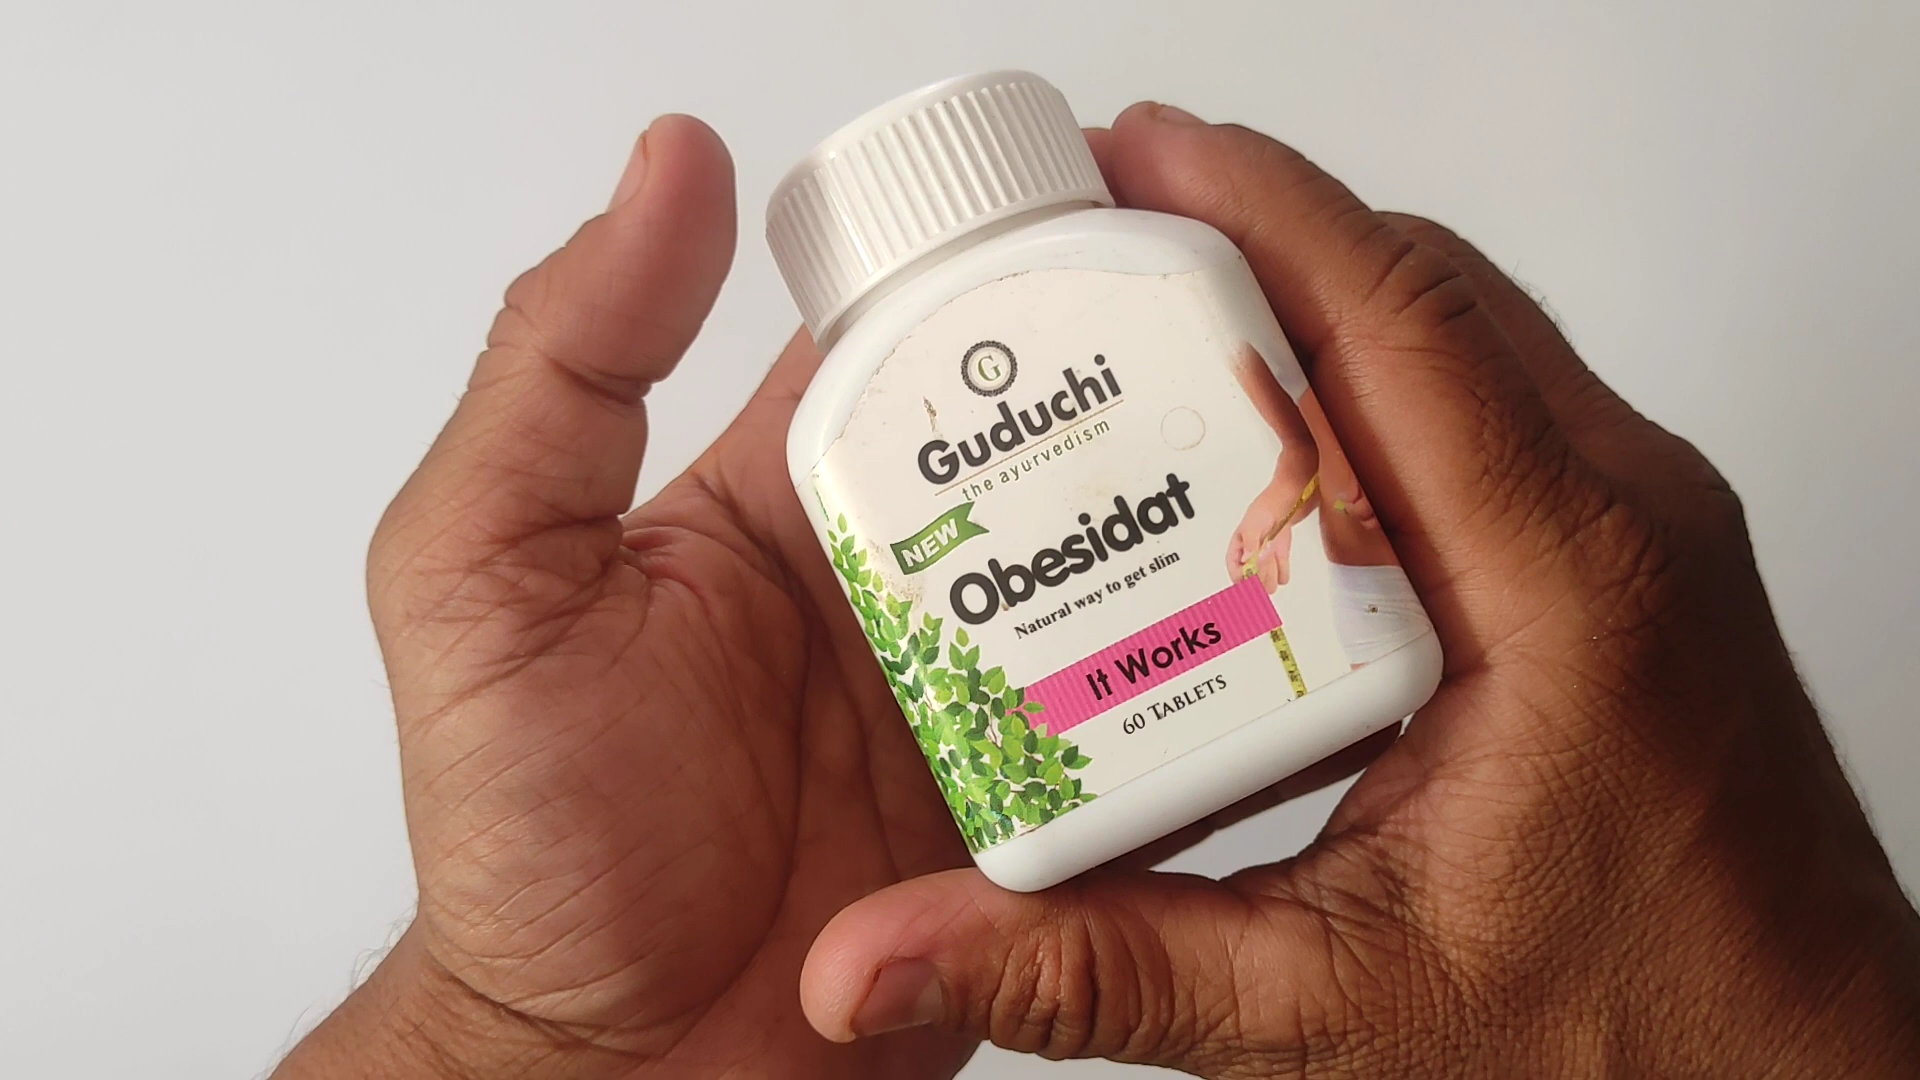 G
Guduchi
the ayurvedism
NEW
Obesidat
Natural way to get slim
It Works
60 TABLETS